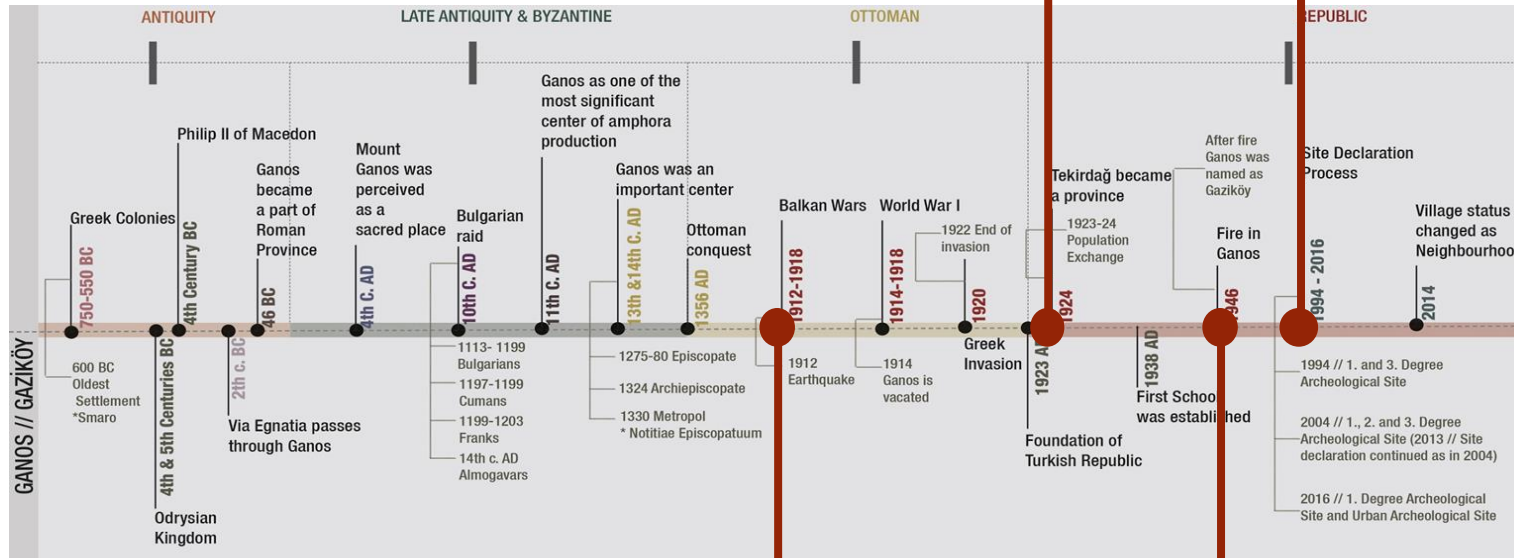 ANTIQUITY
LATE ANTIQUITY & BYZANTINE
OTTOMAN
REPUBLIC
GANOS // GAZİKÖY
Greek Colonies
750-550 BC
600 BC
Oldest
Settlement
*Smaro
Philip II of Macedon
4th Century BC
4th & 5th Centuries BC
Odrysian
Kingdom
Ganos
became
a part of
Roman
Province
46 BC
2th c. BC
Via Egnatia passes
through Ganos
Mount
Ganos was
perceived
as a
sacred place
4th C. AD
Bulgarian
raid
10th C. AD
1113- 1199
Bulgarians
1197-1199
Cumans
1199-1203
Franks
14th c. AD
Almogavars
Ganos as one of the
most significant
center of amphora
production
11th C. AD
Ganos was an
important center
13th &14th C. AD
1275-80 Episcopate
1324 Archiepiscopate
1330 Metropol
* Notitiae Episcopatuum
Ottoman
conquest
1356 AD
Balkan Wars
1912-1918
1912
Earthquake
World War I
1914-1918
1914
Ganos is
vacated
1922 End of
invasion
1920
Greek
Invasion
1923 AD
Foundation of
Turkish Republic
Tekirdağ became
a province
1924
1923-24
Population
Exchange
1938 AD
First School
was established
After fire
Ganos was
named as
Gaziköy
Fire in
Ganos
1946
Site Declaration
Process
1994 - 2016
1994 // 1. and 3. Degree
Archeological Site
2004 // 1., 2. and 3. Degree
Archeological Site (2013 // Site
declaration continued as in 2004)
2016 // 1. Degree Archeological
Site and Urban Archeological Site
Village status
changed as
Neighbourhoo
2014